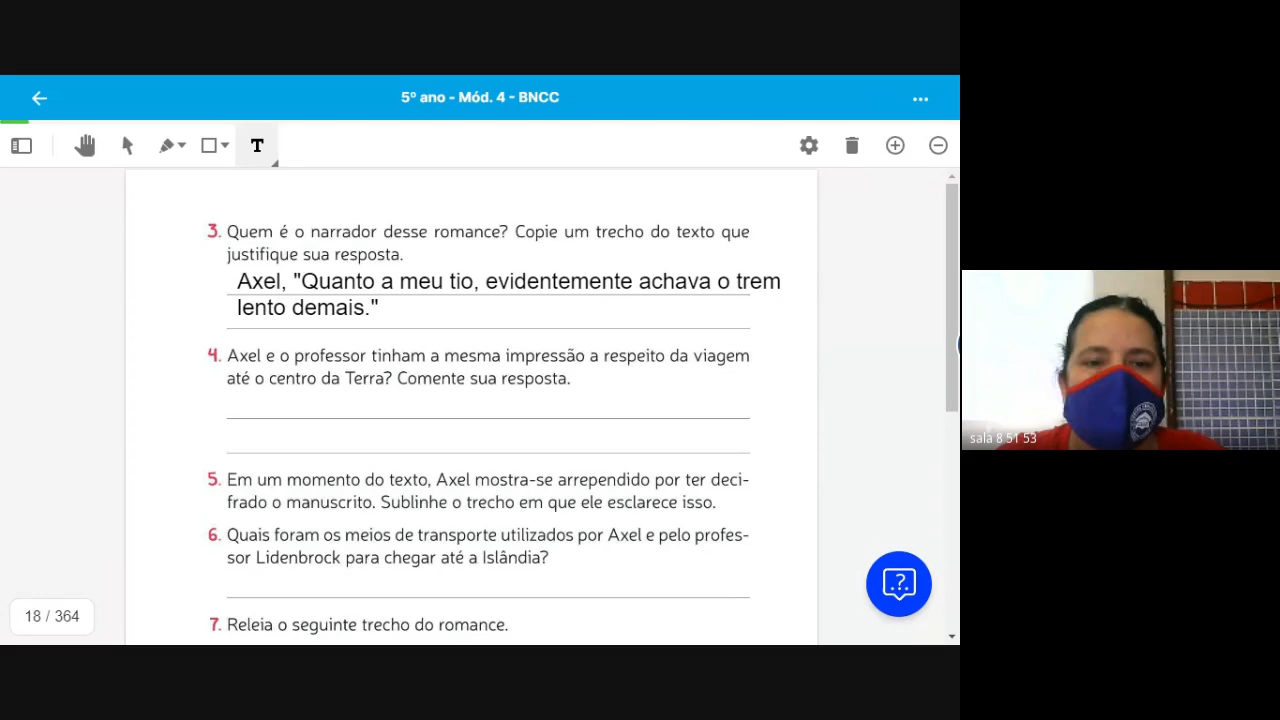 5º ano - Mód. 4 - BNCC
T
3. Quem é o narrador desse romance? Copie um trecho do texto que
justifique sua resposta.
Axel, "Quanto a meu tio, evidentemente achava o trem
lento demais."
4. Axel e o professor tinham a mesma impressão a respeito da viagem
até o centro da Terra? Comente sua resposta.
5. Em um momento do texto, Axel mostra-se arrependido por ter deci-
frado o manuscrito. Sublinhe o trecho em que ele esclarece isso.
6. Quais foram os meios de transporte utilizados por Axel e pelo profes-
sor Lidenbrock para chegar até a Islândia?
7. Releia o seguinte trecho do romance.
18 / 364
sala 8 51 53